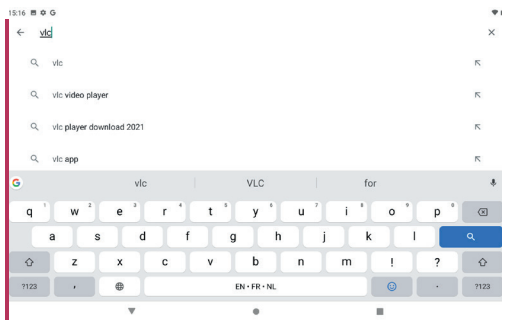 15:16 G
vlc
vlc
vlc video player
vlc player download 2021
vlc app
G vlc VLC for
q 1 w 2 e 3 r 4 t 5 y 6 u 7 i 8 o 9 p 0
a s d f g h j k l
z x c v b n m ! ?
?123 , EN • FR • NL . ?123